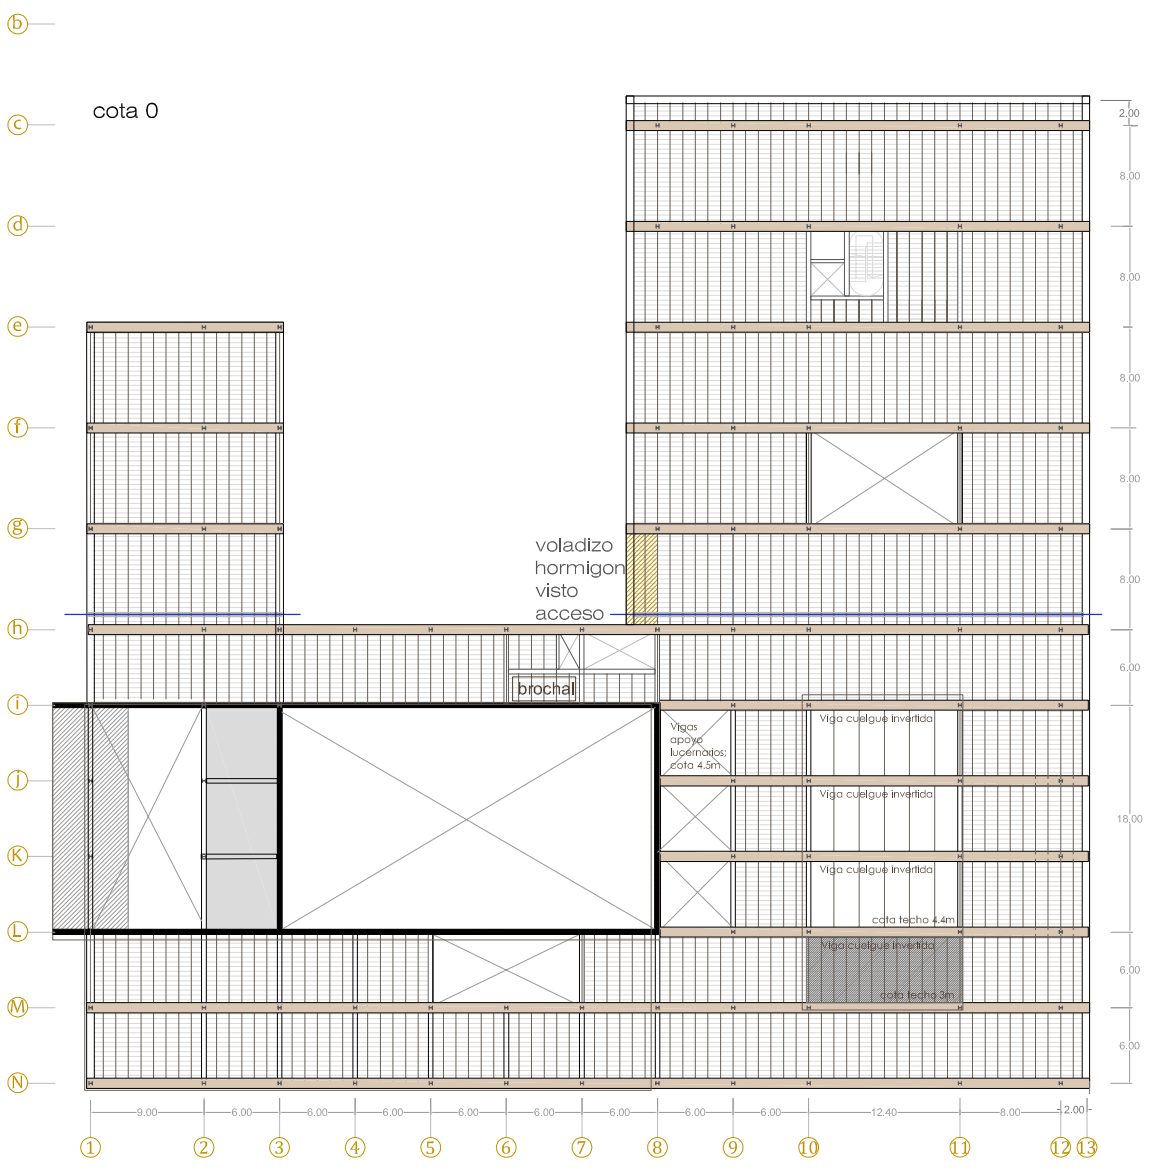 b
cota 0
c
2.00
8.00
d
8.00
e
8.00
f
8.00
g
voladizo
hormigon
visto
acceso
8.00
h
6.00
brochal
i
Vigas
apoyo
lucernarios;
cota 4.5m
Viga cuelgue invertida
J
Viga cuelgue invertida
18.00
K
Viga cuelgue invertida
cota techo 4.4m
L
Viga cuelgue invertida
6.00
cota techo 3m
M
6.00
N
9.00 6.00 6.00 6.00 6.00 6.00 6.00 6.00 6.00 12.40 8.00 2.00
1 2 3 4 5 6 7 8 9 10 11 12 13